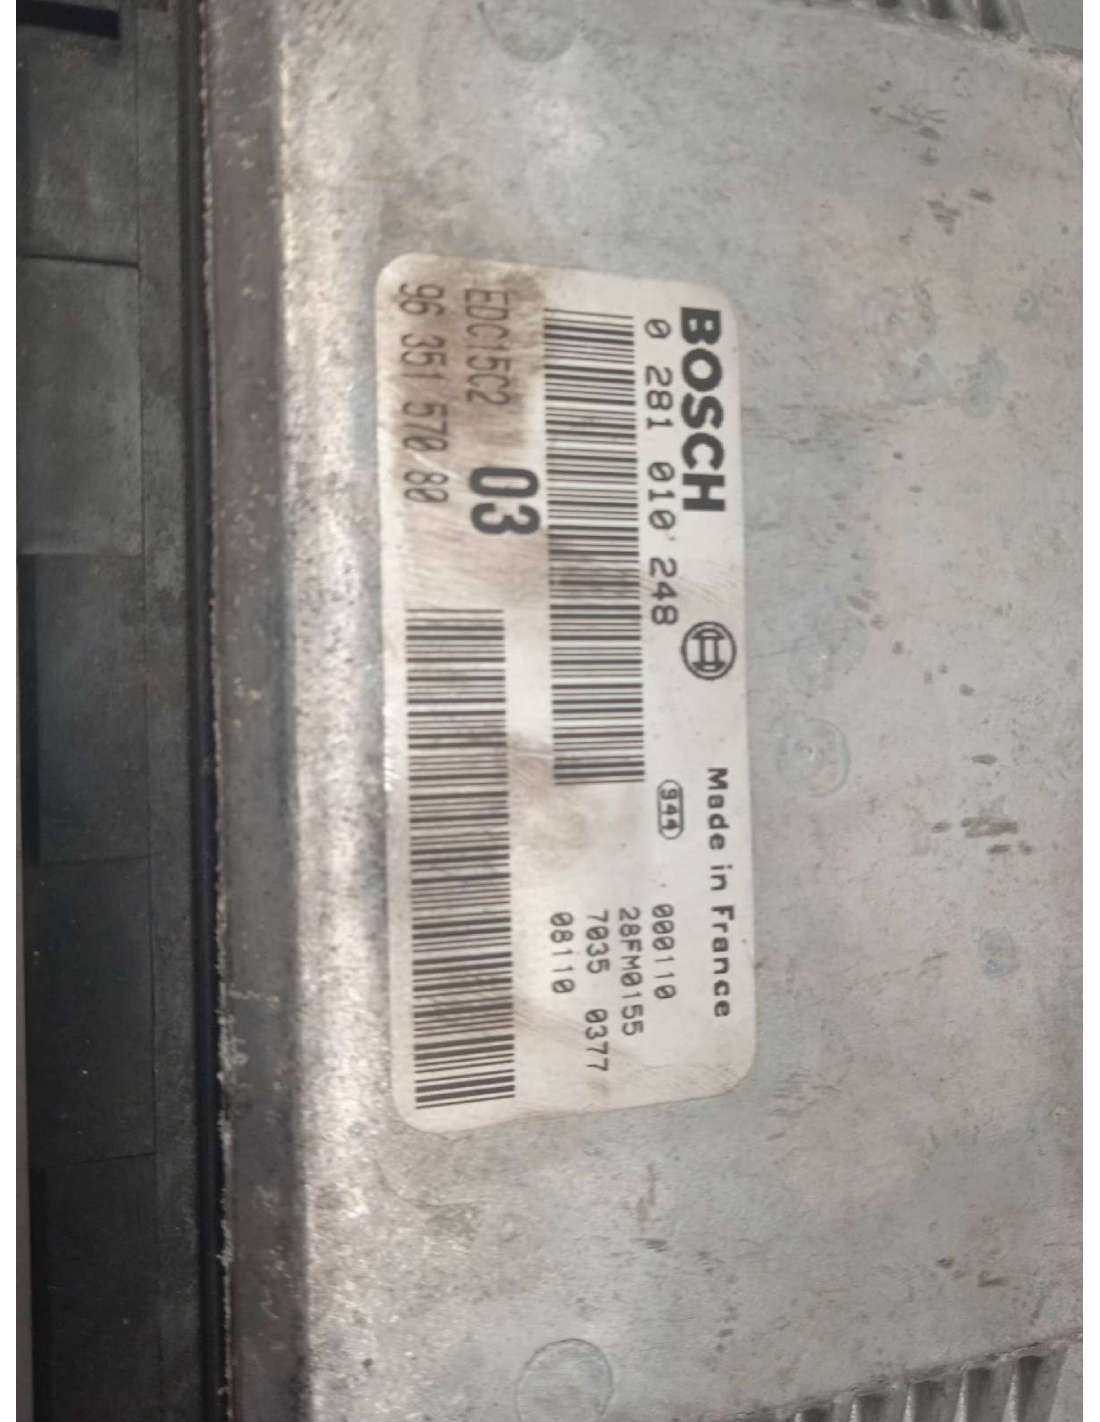 BOSCH
Made in France
0 281 010 248
944
000110
28FM0155
7035 0377
08110
EDC15C2
03
96 351 570 80